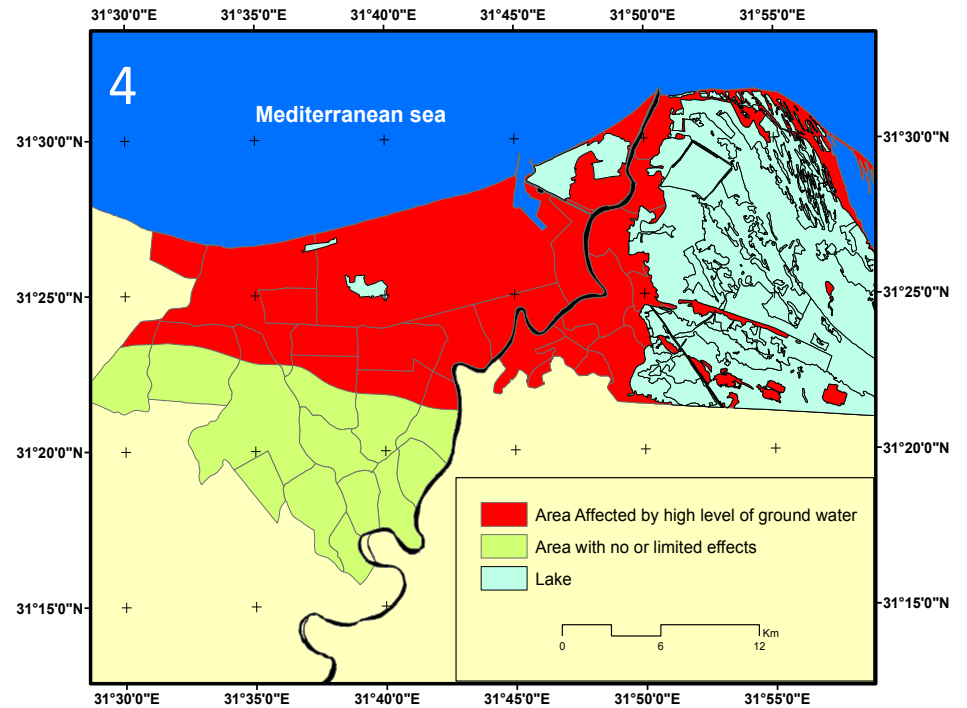 31°30'0"E 31°35'0"E 31°40'0"E 31°45'0"E 31°50'0"E 31°55'0"E
4
Mediterranean sea
31°30'0"N 31°30'0"N
31°25'0"N 31°25'0"N
31°20'0"N 31°20'0"N
Area Affected by high level of ground water
Area with no or limited effects
Lake
31°15'0"N 31°15'0"N
Km
0 6 12
31°30'0"E 31°35'0"E 31°40'0"E 31°45'0"E 31°50'0"E 31°55'0"E